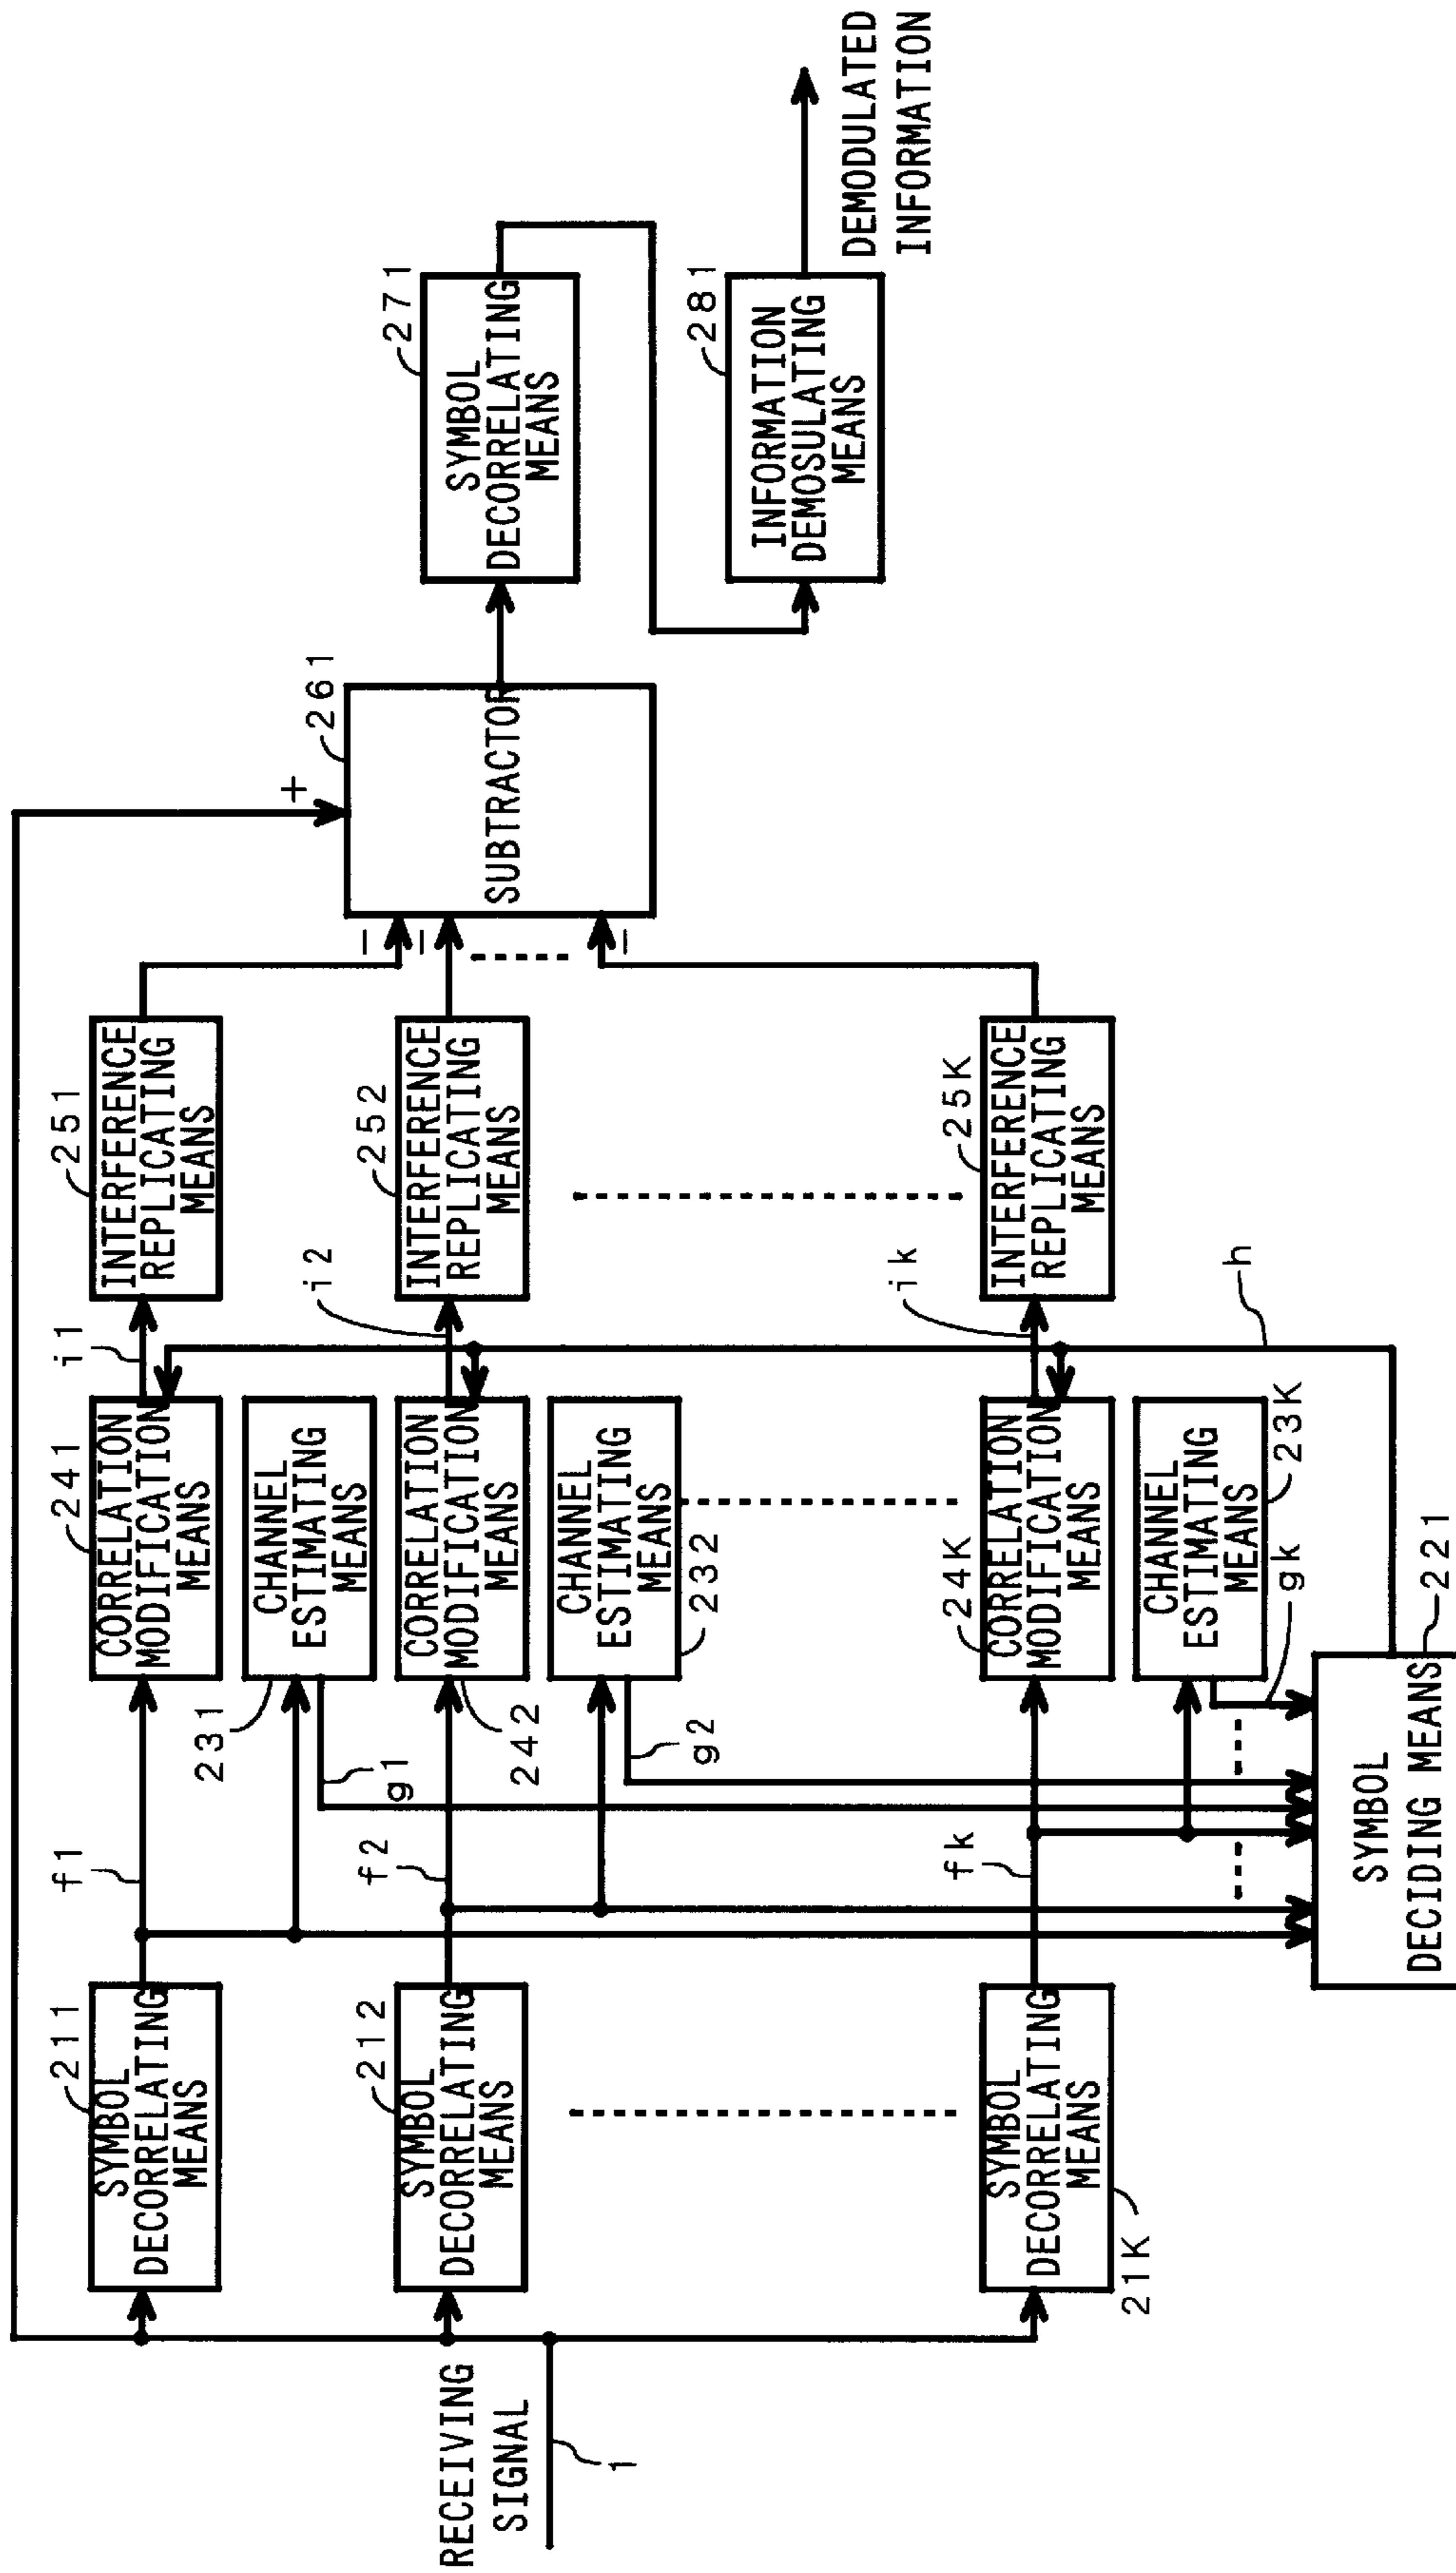 RECEIVING
SIGNAL
1
211
SYMBOL
DECORRELATING
MEANS
212
SYMBOL
DECORRELATING
MEANS
21K
SYMBOL
DECORRELATING
MEANS
f1
f2
fk
241
CORRELATION
MODIFICATION
MEANS
231
CHANNEL
ESTIMATING
MEANS
g1
242
CORRELATION
MODIFICATION
MEANS
232
CHANNEL
ESTIMATING
MEANS
g2
24K
CORRELATION
MODIFICATION
MEANS
23K
CHANNEL
ESTIMATING
MEANS
gk
221
SYMBOL
DECIDING MEANS
h
i1
i2
ik
251
INTERFERENCE
REPLICATING
MEANS
252
INTERFERENCE
REPLICATING
MEANS
25K
INTERFERENCE
REPLICATING
MEANS
+
−
−
−
261
SUBTRACTOR
271
SYMBOL
DECORRELATING
MEANS
281
INFORMATION
DEMOSULATING
MEANS
DEMODULATED
INFORMATION